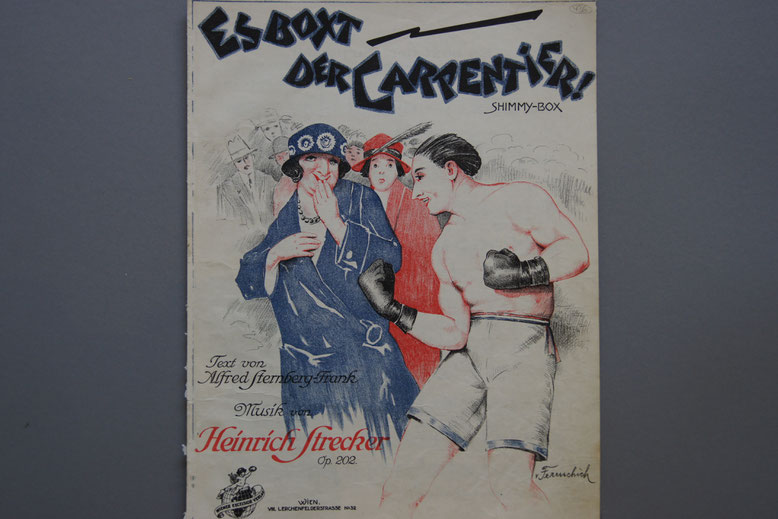 ES BOXT
DER CARPENTIER!
SHIMMY-BOX
Text von
Alfred Sternberg-Frank
Musik von
Heinrich Strecker
Op. 202.
WIEN.
VIII. LERCHENFELDERSTRASSE Nº 32